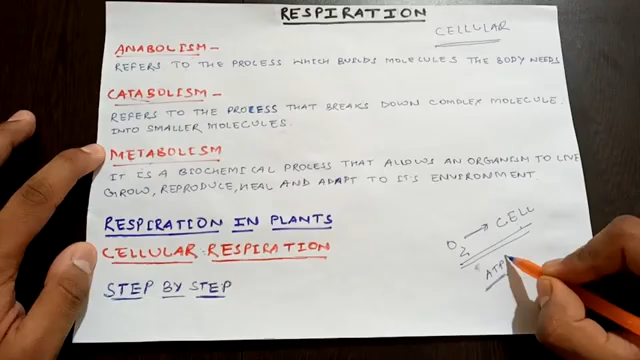 RESPIRATION
CELLULAR
ANABOLISM -
REFERS TO THE PROCESS WHICH BUILDS MOLECULES THE BODY NEEDS
CATABOLISM -
REFERS TO THE PROCESS THAT BREAKS DOWN COMPLEX MOLECULE
INTO SMALLER MOLECULES.
METABOLISM
IT IS A BIOCHEMICAL PROCESS THAT ALLOWS AN ORGANISM TO LIVE
GROW, REPRODUCE, HEAL AND ADAPT TO ITS ENVIRONMENT.
RESPIRATION IN PLANTS
O2 → CELL
CELLULAR RESPIRATION
ATP
STEP BY STEP